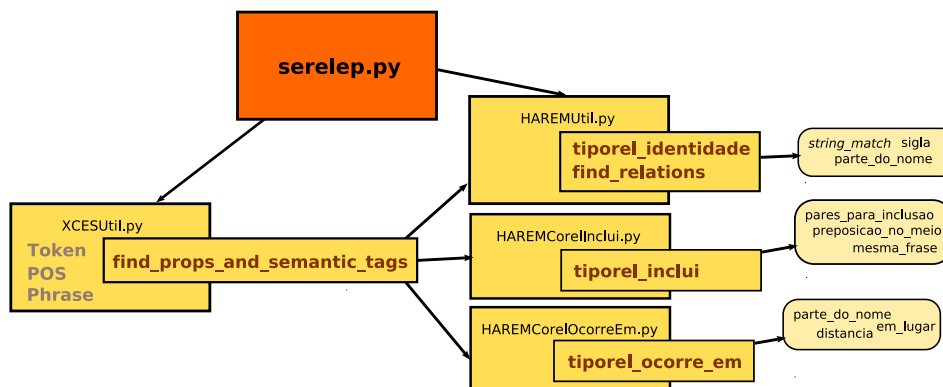 serelep.py
HAREMUtil.py
tiporel_identidade
find_relations
string_match sigla
parte_do_nome
XCESUtil.py
Token
POS
Phrase
find_props_and_semantic_tags
HAREMCorelInclui.py
tiporel_inclui
pares_para_inclusao
preposicao_no_meio
mesma_frase
HAREMCorelOcorreEm.py
tiporel_ocorre_em
parte_do_nome
em_lugar
distancia